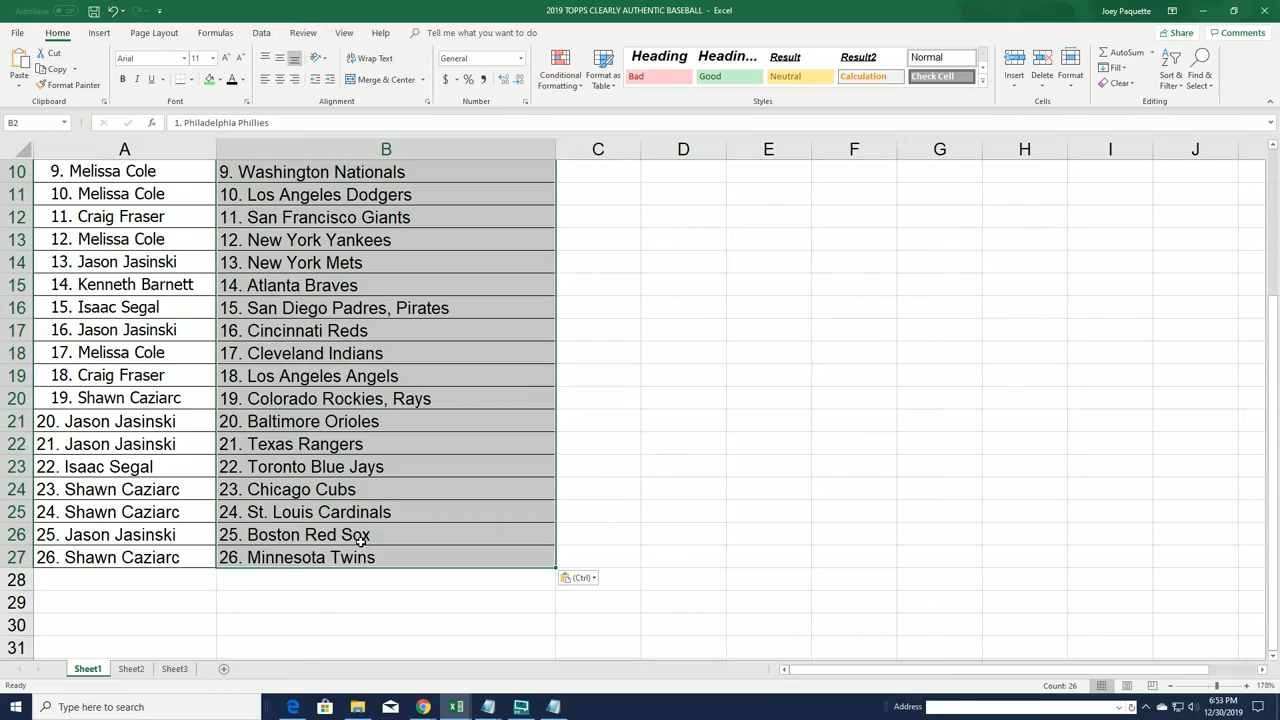 AutoSave Off 2019 TOPPS CLEARLY AUTHENTIC BASEBALL - Excel Joey Paquette
File Home Insert Page Layout Formulas Data Review View Help Tell me what you want to do Share Comments
Cut
Copy
Format Painter
Paste
Clipboard
Arial 11
B I U
Font
Wrap Text
Merge & Center
Alignment
General
$ % ,
Number
Conditional Formatting
Format as Table
Heading Headin... Result Result2 Normal
Bad Good Neutral Calculation Check Cell
Styles
Insert Delete Format
Cells
AutoSum
Fill
Clear
Sort & Filter
Find & Select
Editing
B2 fx 1. Philadelphia Phillies
A B C D E F G H I J
10 9. Melissa Cole 9. Washington Nationals
11 10. Melissa Cole 10. Los Angeles Dodgers
12 11. Craig Fraser 11. San Francisco Giants
13 12. Melissa Cole 12. New York Yankees
14 13. Jason Jasinski 13. New York Mets
15 14. Kenneth Barnett 14. Atlanta Braves
16 15. Isaac Segal 15. San Diego Padres, Pirates
17 16. Jason Jasinski 16. Cincinnati Reds
18 17. Melissa Cole 17. Cleveland Indians
19 18. Craig Fraser 18. Los Angeles Angels
20 19. Shawn Caziarc 19. Colorado Rockies, Rays
21 20. Jason Jasinski 20. Baltimore Orioles
22 21. Jason Jasinski 21. Texas Rangers
23 22. Isaac Segal 22. Toronto Blue Jays
24 23. Shawn Caziarc 23. Chicago Cubs
25 24. Shawn Caziarc 24. St. Louis Cardinals
26 25. Jason Jasinski 25. Boston Red Sox
27 26. Shawn Caziarc 26. Minnesota Twins
28 (Ctrl)
29
30
31
Sheet1 Sheet2 Sheet3
Ready Count: 26 178%
Type here to search Address 6:53 PM
12/30/2019